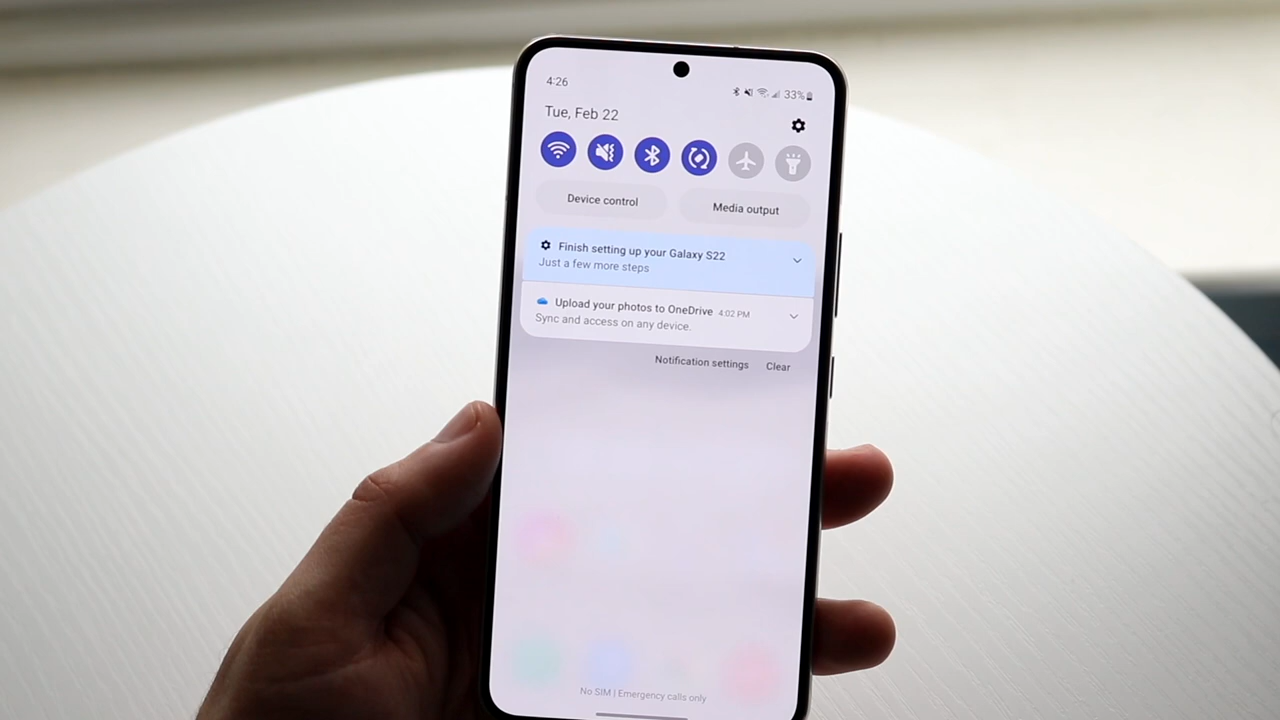 4:26
33%
Tue, Feb 22
Device control
Media output
Finish setting up your Galaxy S22
Just a few more steps
Upload your photos to OneDrive 4:02 PM
Sync and access on any device.
Notification settings
Clear
No SIM | Emergency calls only